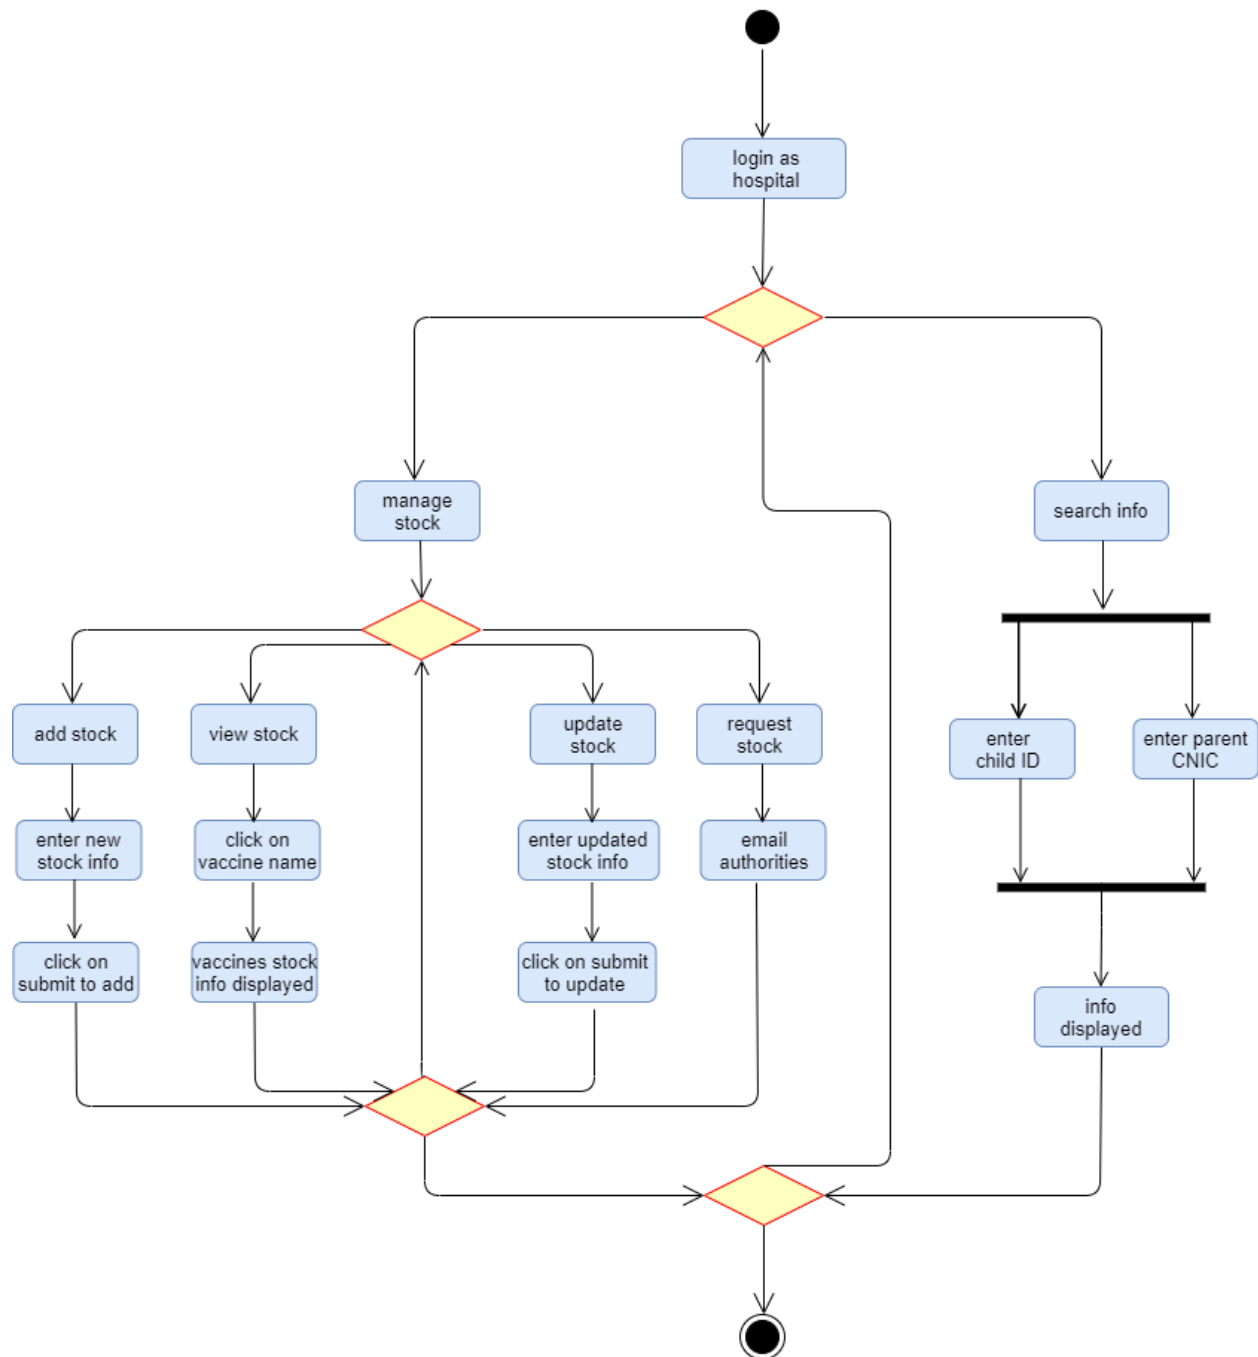 login as
hospital
manage
stock
search info
add stock
view stock
update
stock
request
stock
enter
child ID
enter parent
CNIC
enter new
stock info
click on
vaccine name
enter updated
stock info
email
authorities
click on
submit to add
vaccines stock
info displayed
click on submit
to update
info
displayed